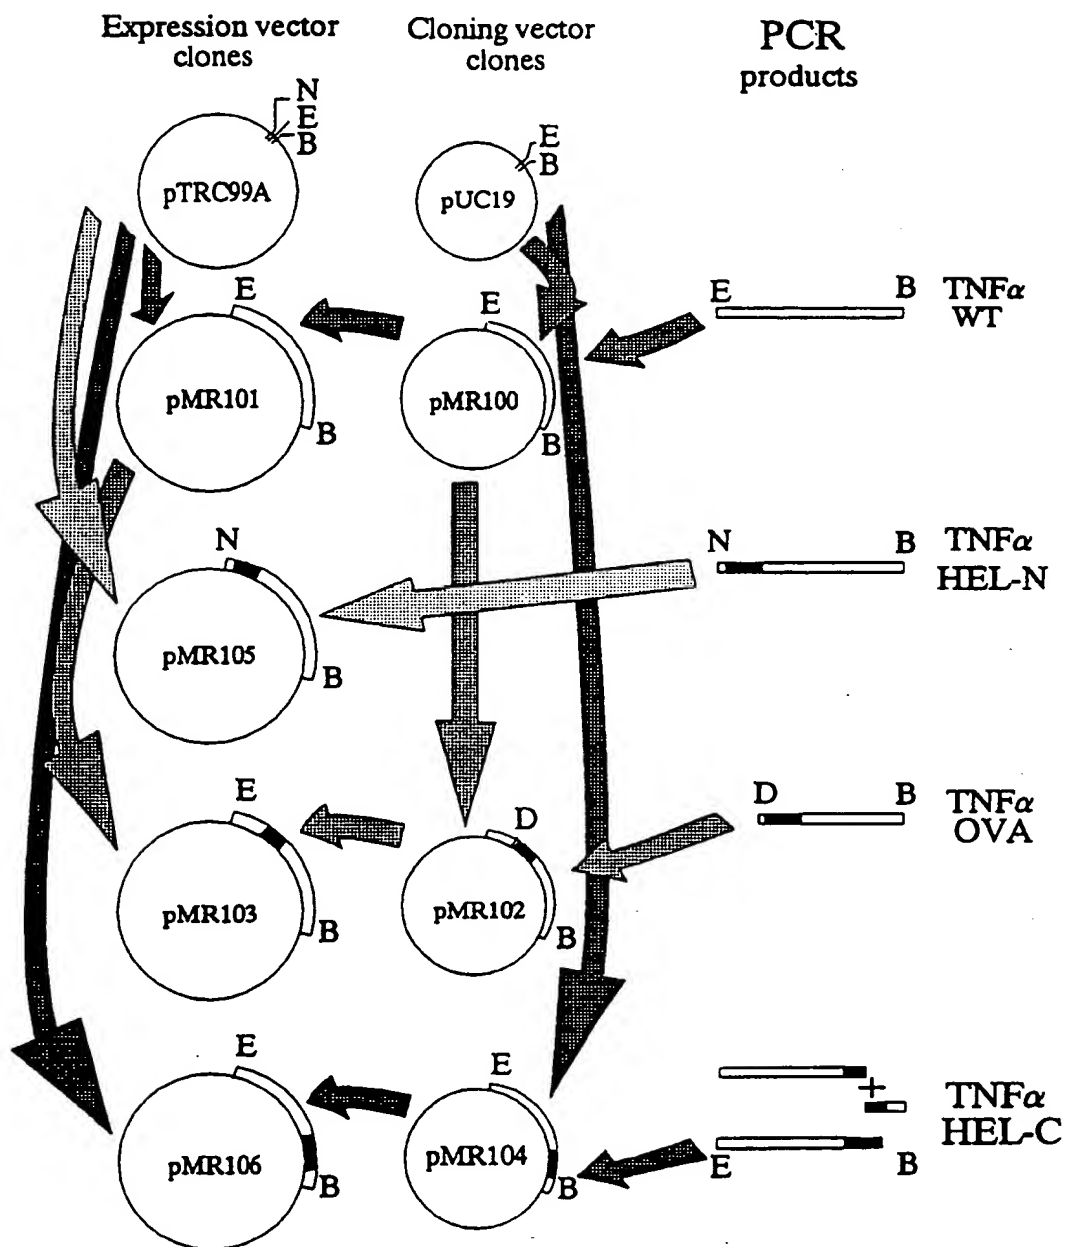 Expression vector
clones
Cloning vector
clones
PCR
products
N
E
B
pTRC99A
E
B
pUC19
E
B
TNFα
WT
E
B
pMR101
E
B
pMR100
N
B
TNFα
HEL-N
N
B
pMR105
D
B
TNFα
OVA
E
B
pMR103
D
B
pMR102
+
E
B
TNFα
HEL-C
E
B
pMR106
E
B
pMR104